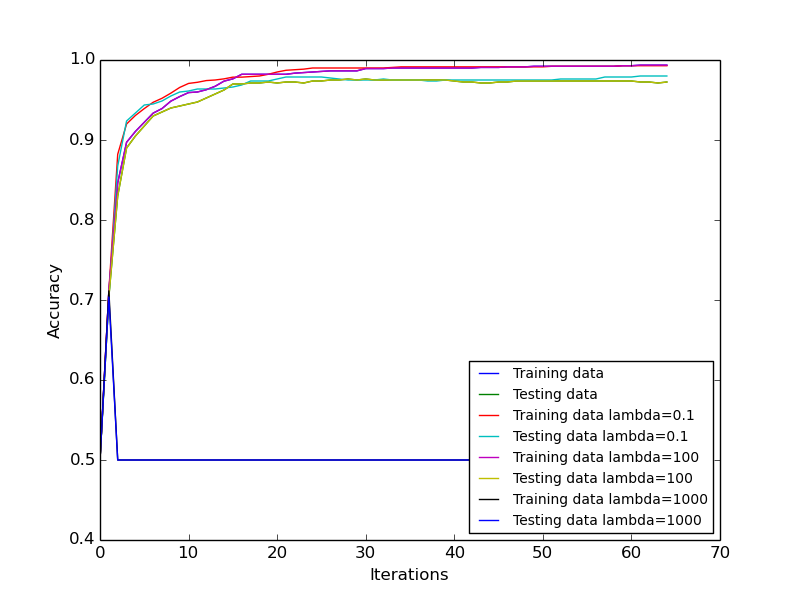 1.0
0.9
0.8
0.7
0.6
0.5
0.4
Accuracy
Training data
Testing data
Training data lambda=0.1
Testing data lambda=0.1
Training data lambda=100
Testing data lambda=100
Training data lambda=1000
Testing data lambda=1000
0 10 20 30 40 50 60 70
Iterations